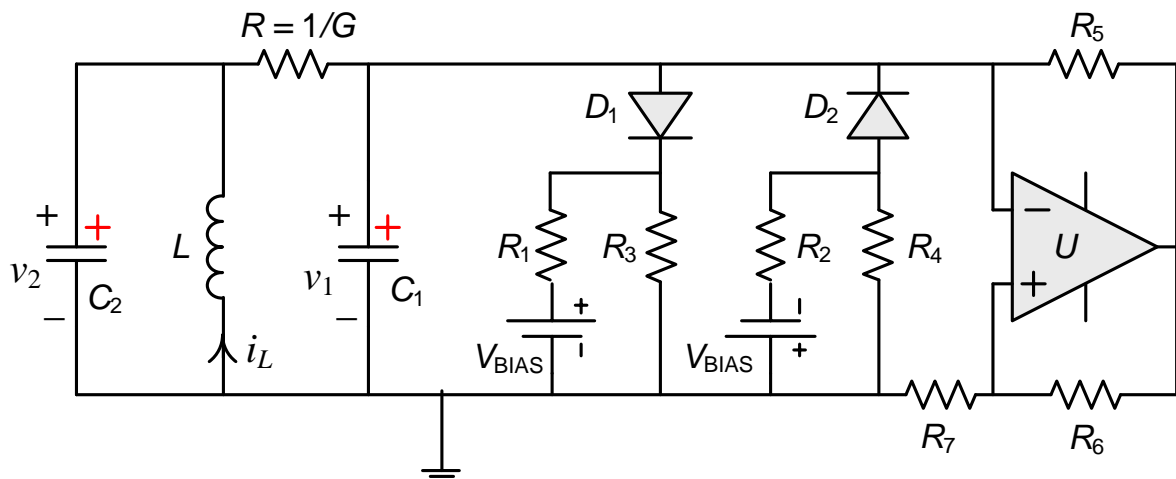 R = 1/G
R5
D1
D2
+
+
v2
−
C2
L
iL
+
+
v1
−
C1
R1
R3
R2
R4
+
−
VBIAS
−
+
VBIAS
−
+
U
R7
R6